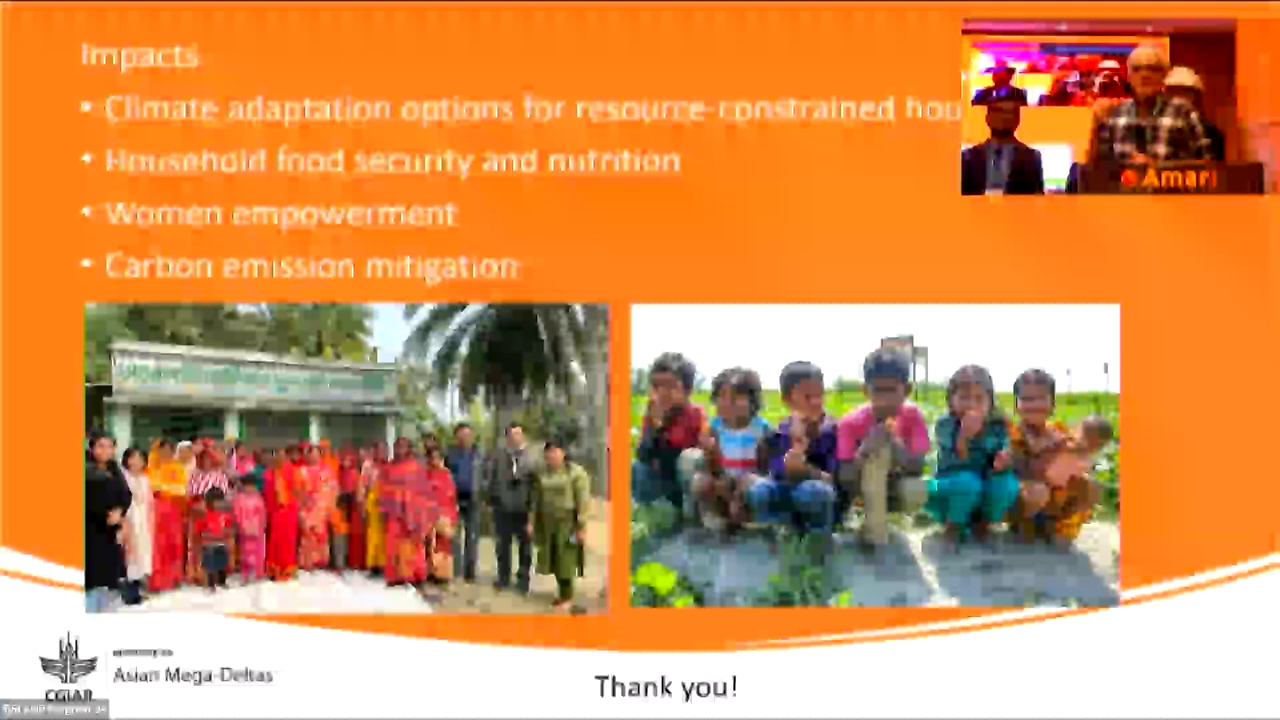 Impacts
• Climate adaptation options for resource-constrained hou
• Household food security and nutrition
• Women empowerment
• Carbon emission mitigation
Amari
Asian Mega-Deltas
CGIAR
Thank you!